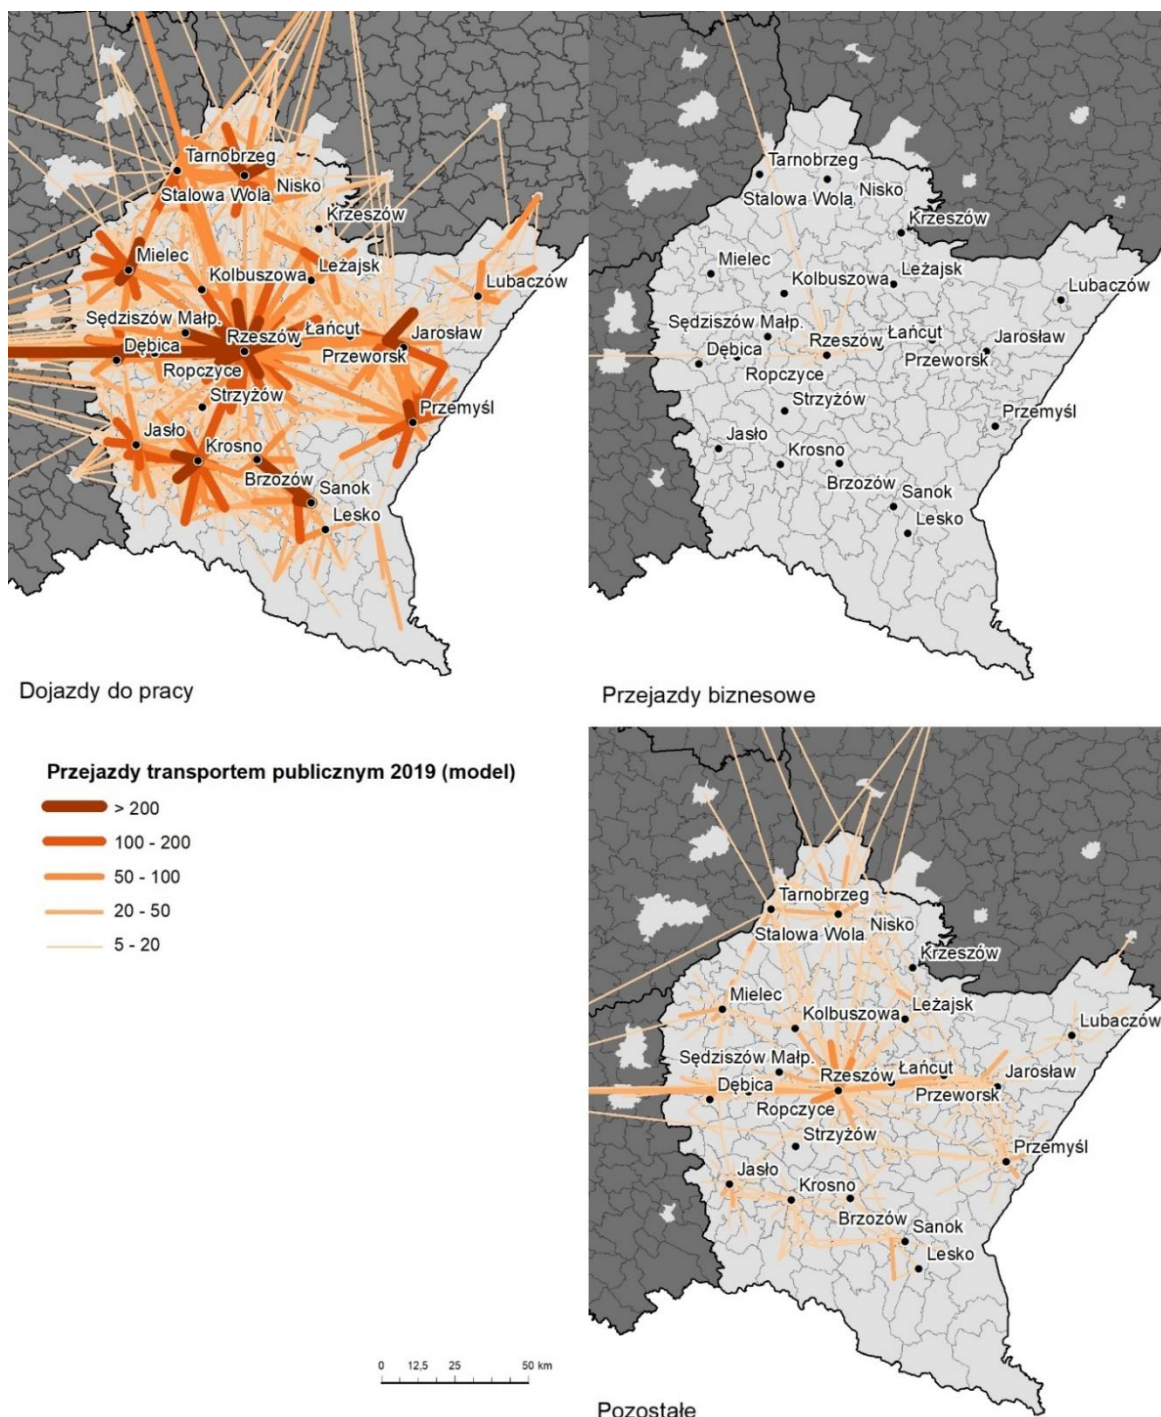 Tarnobrzeg
Stalowa Wola
Nisko
Krzeszów
Mielec
Kolbuszowa
Leżajsk
Lubaczów
Sędziszów Młp.
Rzeszów
Łańcut
Jarosław
Dębica
Przeworsk
Ropczyce
Strzyżów
Przemyśl
Jasło
Krosno
Brzozów
Sanok
Lesko
Dojazdy do pracy
Tarnobrzeg
Stalowa Wola
Nisko
Krzeszów
Mielec
Kolbuszowa
Leżajsk
Lubaczów
Sędziszów Młp.
Rzeszów
Łańcut
Jarosław
Dębica
Przeworsk
Ropczyce
Strzyżów
Przemyśl
Jasło
Krosno
Brzozów
Sanok
Lesko
Przejazdy biznesowe
Przejazdy transportem publicznym 2019 (model)
> 200
100 - 200
50 - 100
20 - 50
5 - 20
Tarnobrzeg
Stalowa Wola
Nisko
Krzeszów
Mielec
Kolbuszowa
Leżajsk
Lubaczów
Sędziszów Młp.
Rzeszów
Łańcut
Jarosław
Dębica
Przeworsk
Ropczyce
Strzyżów
Przemyśl
Jasło
Krosno
Brzozów
Sanok
Lesko
0 12,5 25 50 km
Pozostałe